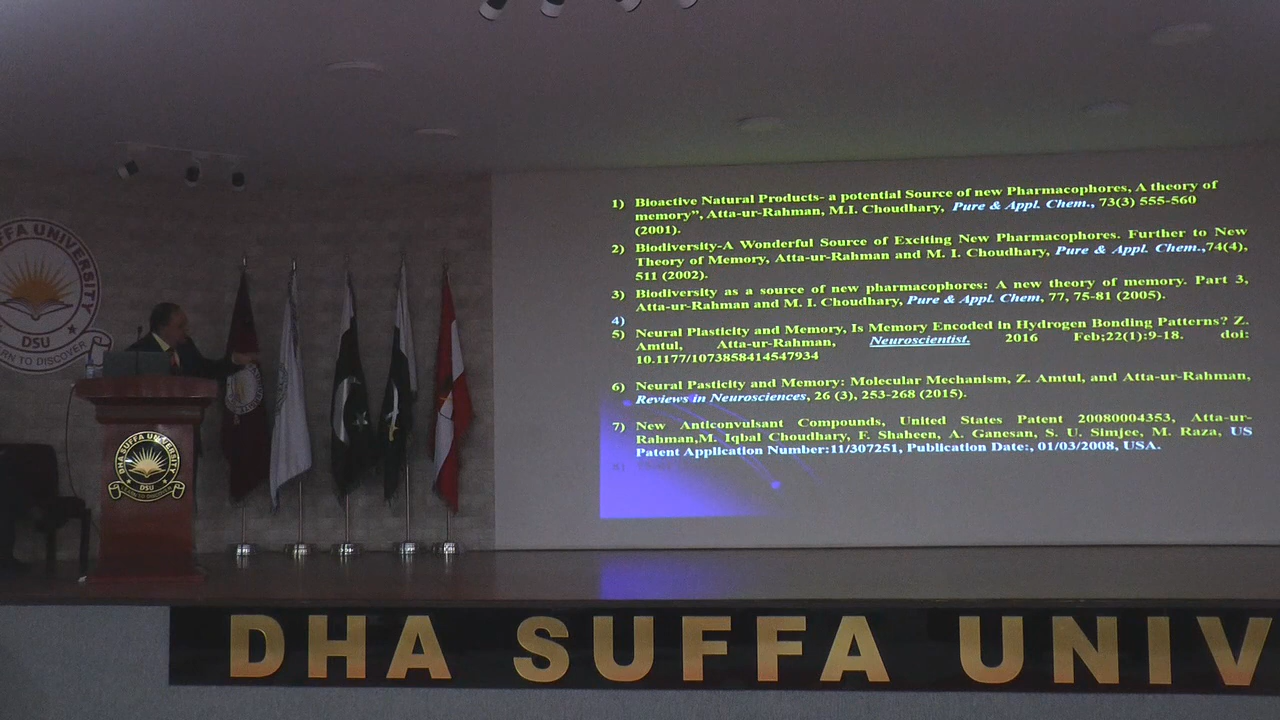 1) Bioactive Natural Products- a potential Source of new Pharmacophores, A theory of
memory”, Atta-ur-Rahman, M.I. Choudhary, Pure & Appl. Chem., 73(3) 555-560
(2001).
2) Biodiversity-A Wonderful Source of Exciting New Pharmacophores. Further to New
Theory of Memory, Atta-ur-Rahman and M. I. Choudhary, Pure & Appl. Chem.,74(4),
511 (2002).
3) Biodiversity as a source of new pharmacophores: A new theory of memory. Part 3,
Atta-ur-Rahman and M. I. Choudhary, Pure & Appl. Chem, 77, 75-81 (2005).
4)
5) Neural Plasticity and Memory, Is Memory Encoded in Hydrogen Bonding Patterns? Z.
Amtul, Atta-ur-Rahman, Neuroscientist. 2016 Feb;22(1):9-18. doi:
10.1177/1073858414547934
6) Neural Pasticity and Memory: Molecular Mechanism, Z. Amtul, and Atta-ur-Rahman,
Reviews in Neurosciences, 26 (3), 253-268 (2015).
7) New Anticonvulsant Compounds, United States Patent 20080004353, Atta-ur-
Rahman,M. Iqbal Choudhary, F. Shaheen, A. Ganesan, S. U. Simjee, M. Raza, US
Patent Application Number:11/307251, Publication Date:, 01/03/2008, USA.
8)
FFA UNIVERSITY
DSU
RN TO DISCOVER
DHA SUFFA UNIVERSITY
DSU
LEARN TO DISCOVER
DHA SUFFA UNIV